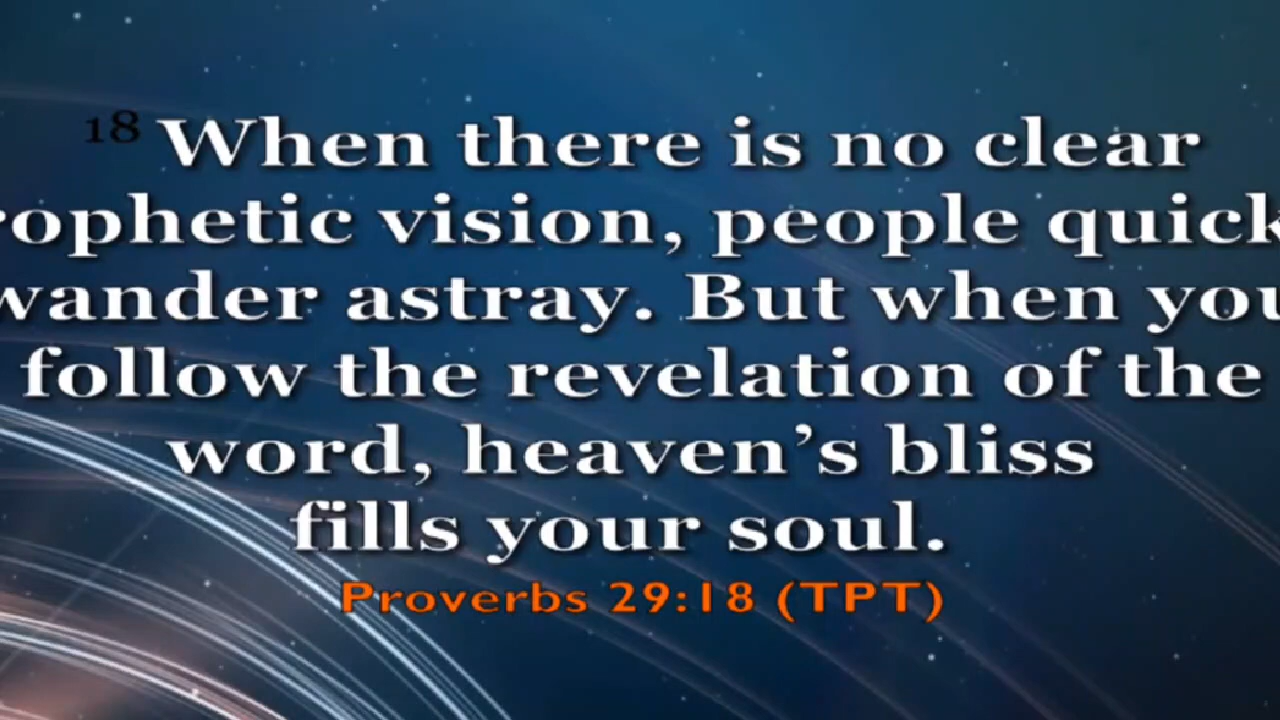 18 When there is no clear
rophetic vision, people quick
wander astray. But when you
follow the revelation of the
word, heaven’s bliss
fills your soul.
Proverbs 29:18 (TPT)